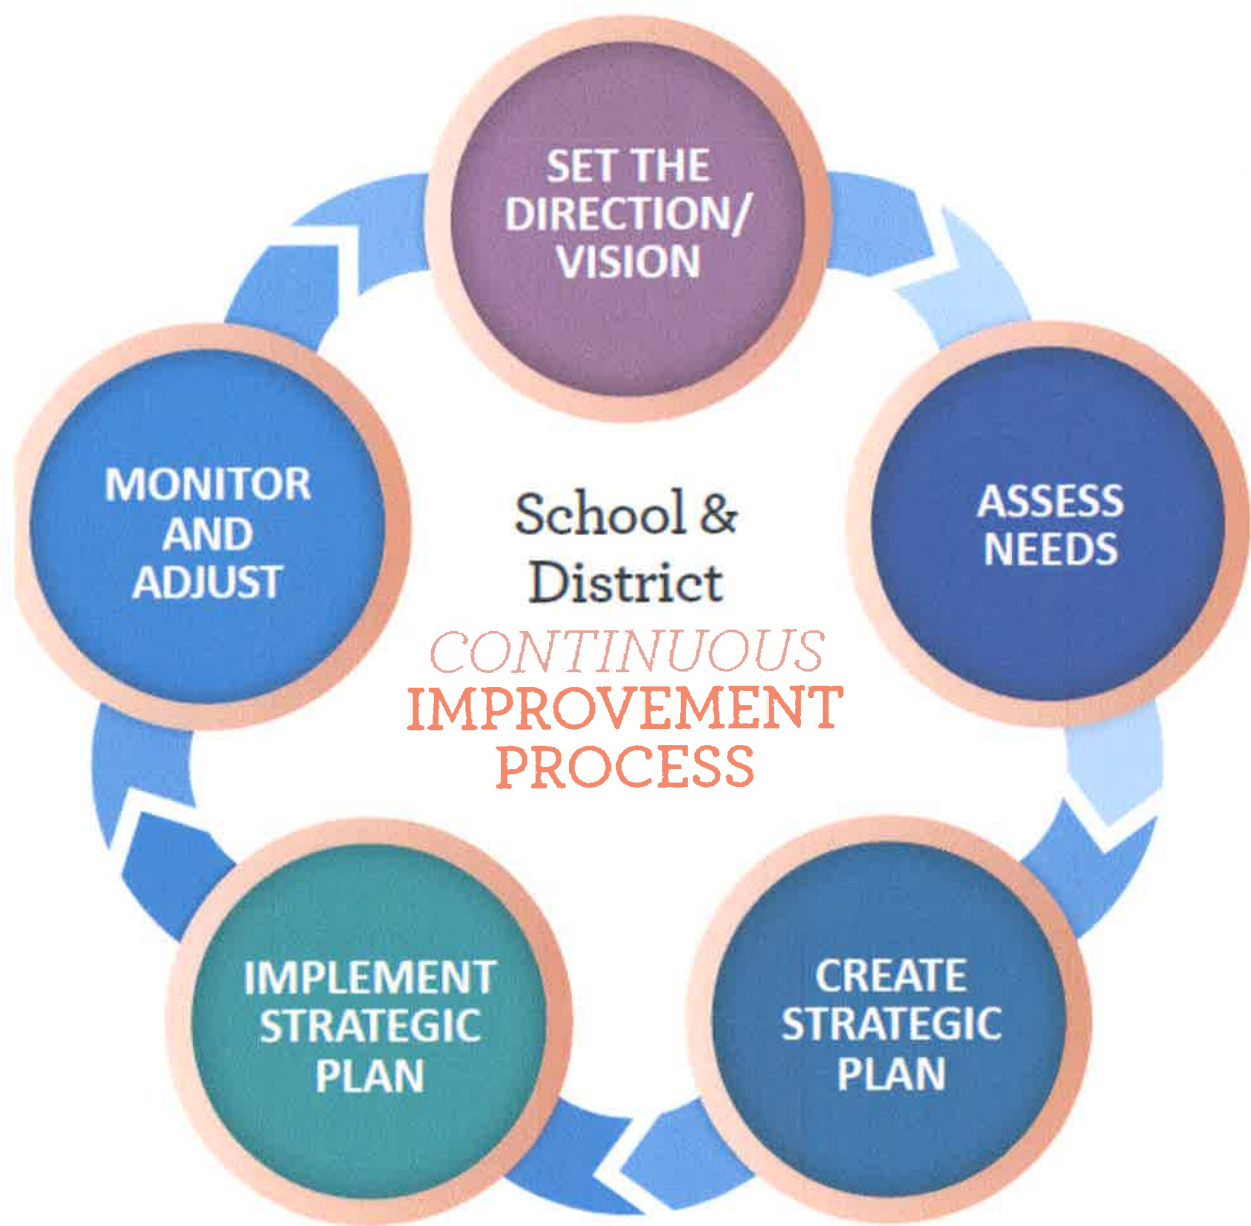 SET THE
DIRECTION/
VISION
ASSESS
NEEDS
CREATE
STRATEGIC
PLAN
IMPLEMENT
STRATEGIC
PLAN
MONITOR
AND
ADJUST
School &
District
CONTINUOUS
IMPROVEMENT
PROCESS